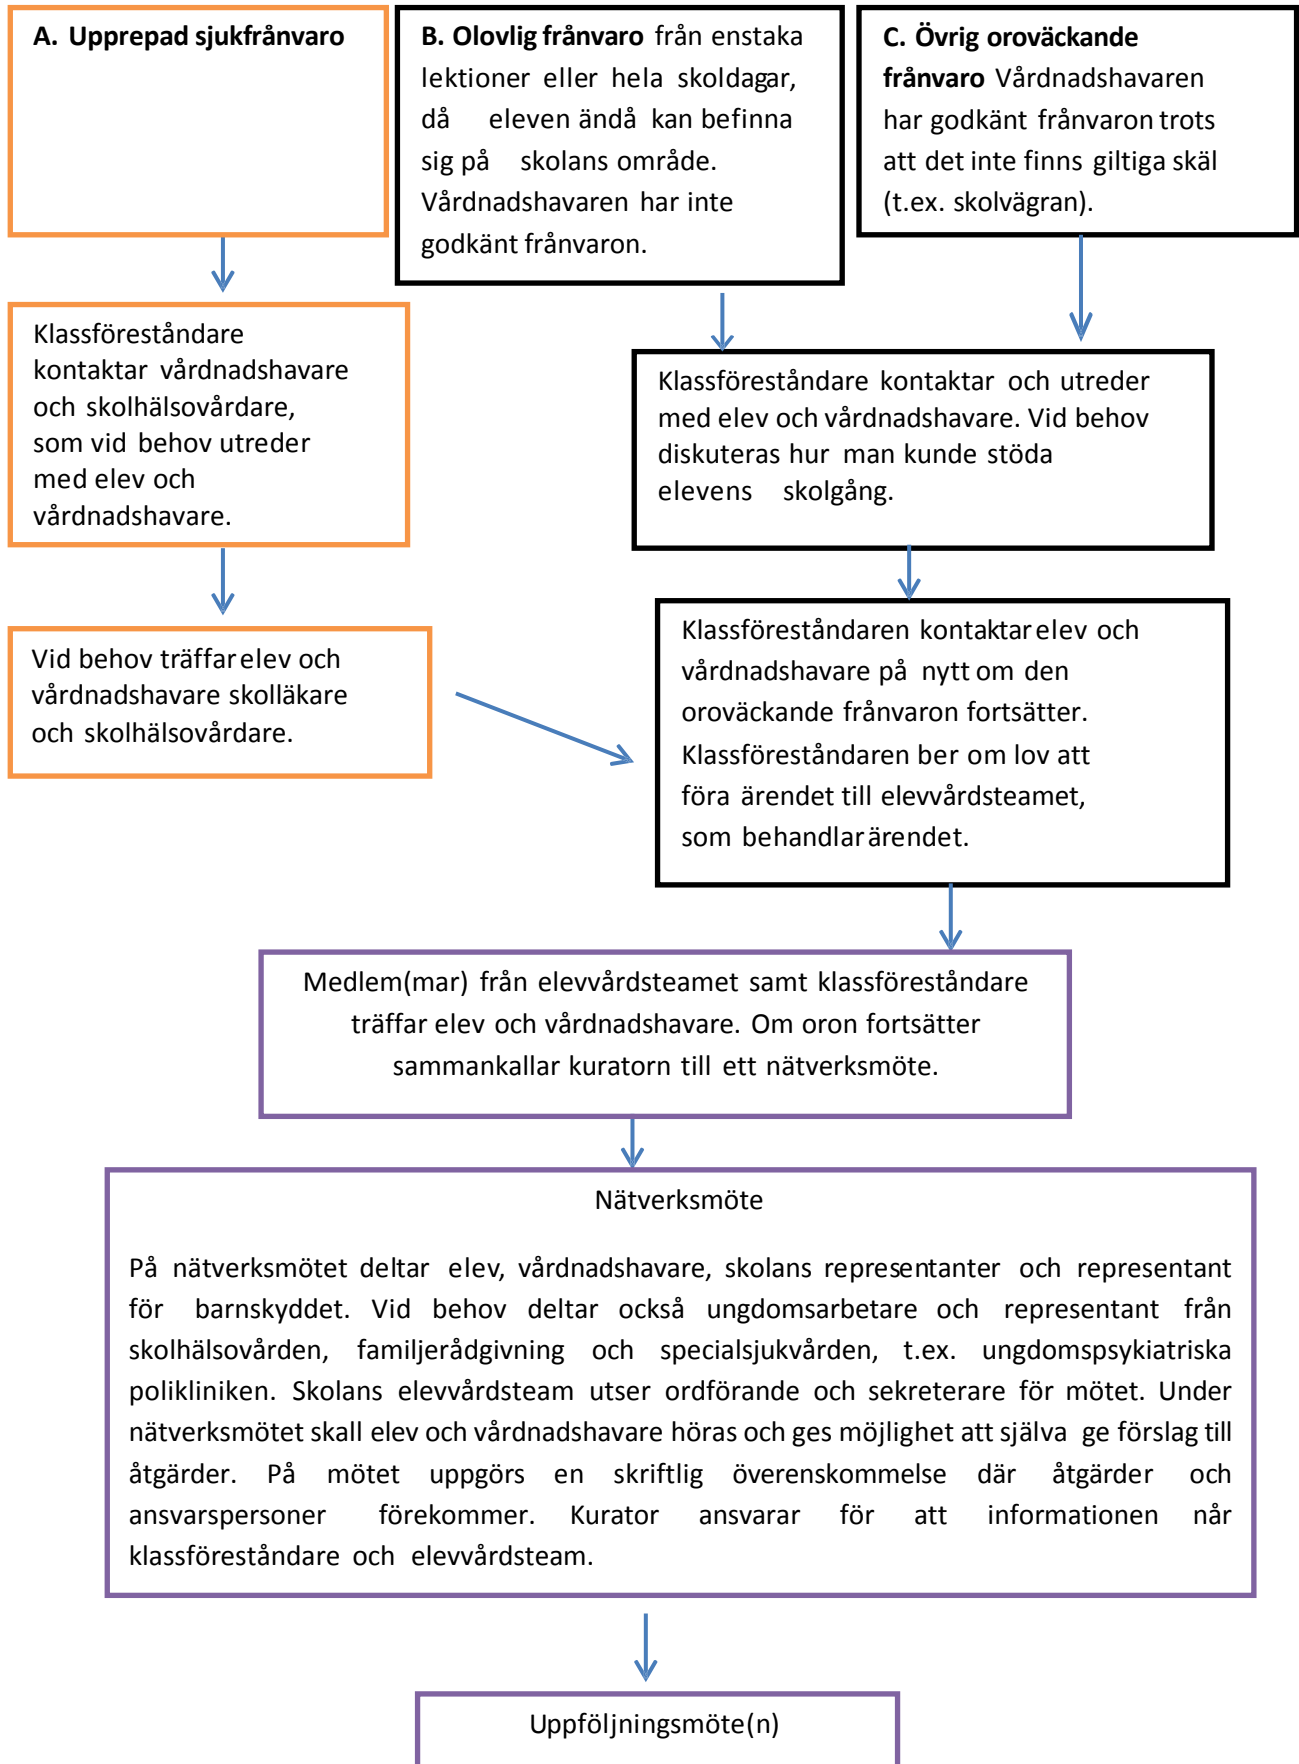 A. Upprepad sjukfrånvaro
B. Olovlig frånvaro från enstaka
lektioner eller hela skoldagar,
då eleven ändå kan befinna
sig på skolans område.
Vårdnadshavaren har inte
godkänt frånvaron.
C. Övrig oroväckande
frånvaro Vårdnadshavaren
har godkänt frånvaron trots
att det inte finns giltiga skäl
(t.ex. skolvägran).
Klassföreståndare
kontaktar vårdnadshavare
och skolhälsovårdare,
som vid behov utreder
med elev och
vårdnadshavare.
Klassföreståndare kontaktar och utreder
med elev och vårdnadshavare. Vid behov
diskuteras hur man kunde stöda
elevens skolgång.
Vid behov träffar elev och
vårdnadshavare skolläkare
och skolhälsovårdare.
Klassföreståndaren kontaktar elev och
vårdnadshavare på nytt om den
oroväckande frånvaron fortsätter.
Klassföreståndaren ber om lov att
föra ärendet till elevvårdsteamet,
som behandlar ärendet.
Medlem(mar) från elevvårdsteamet samt klassföreståndare
träffar elev och vårdnadshavare. Om oron fortsätter
sammankallar kuratorn till ett nätverksmöte.
Nätverksmöte
På nätverksmötet deltar elev, vårdnadshavare, skolans representanter och representant
för barnskyddet. Vid behov deltar också ungdomsarbetare och representant från
skolhälsovården, familjerådgivning och specialsjukvården, t.ex. ungdomspsykiatriska
polikliniken. Skolans elevvårdsteam utser ordförande och sekreterare för mötet. Under
nätverksmötet skall elev och vårdnadshavare höras och ges möjlighet att själva ge förslag till
åtgärder. På mötet uppgörs en skriftlig överenskommelse där åtgärder och
ansvarspersoner förekommer. Kurator ansvarar för att informationen når
klassföreståndare och elevvårdsteam.
Uppföljningsmöte(n)